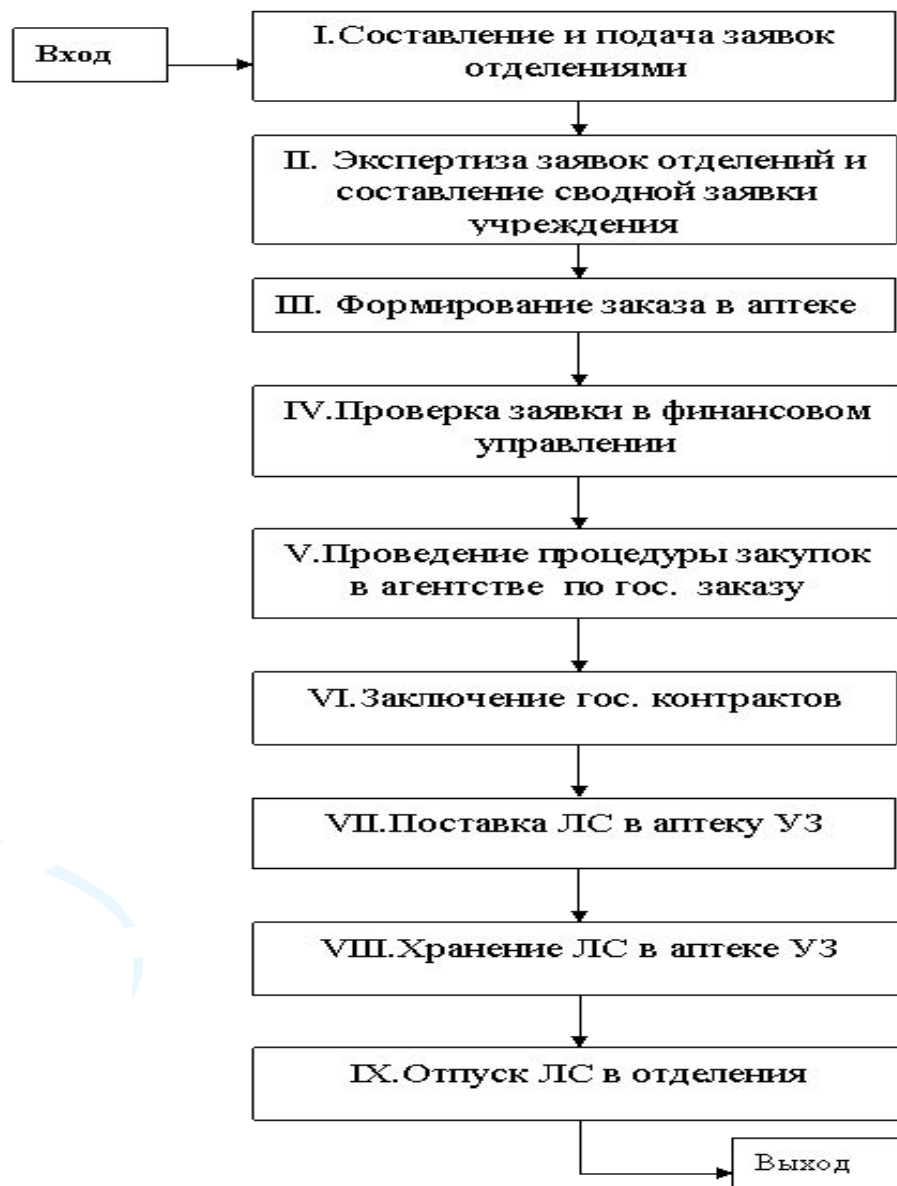 Вход
I.Составление и подача заявок
отделениями
II. Экспертиза заявок отделений и
составление сводной заявки
учреждения
III. Формирование заказа в аптеке
IV.Проверка заявки в финансовом
управлении
V.Проведение процедуры закупок
в агентстве по гос. заказу
VI.Заключение гос. контрактов
VII.Поставка ЛС в аптеку УЗ
VIII.Хранение ЛС в аптеке УЗ
IX.Отпуск ЛС в отделения
Выход